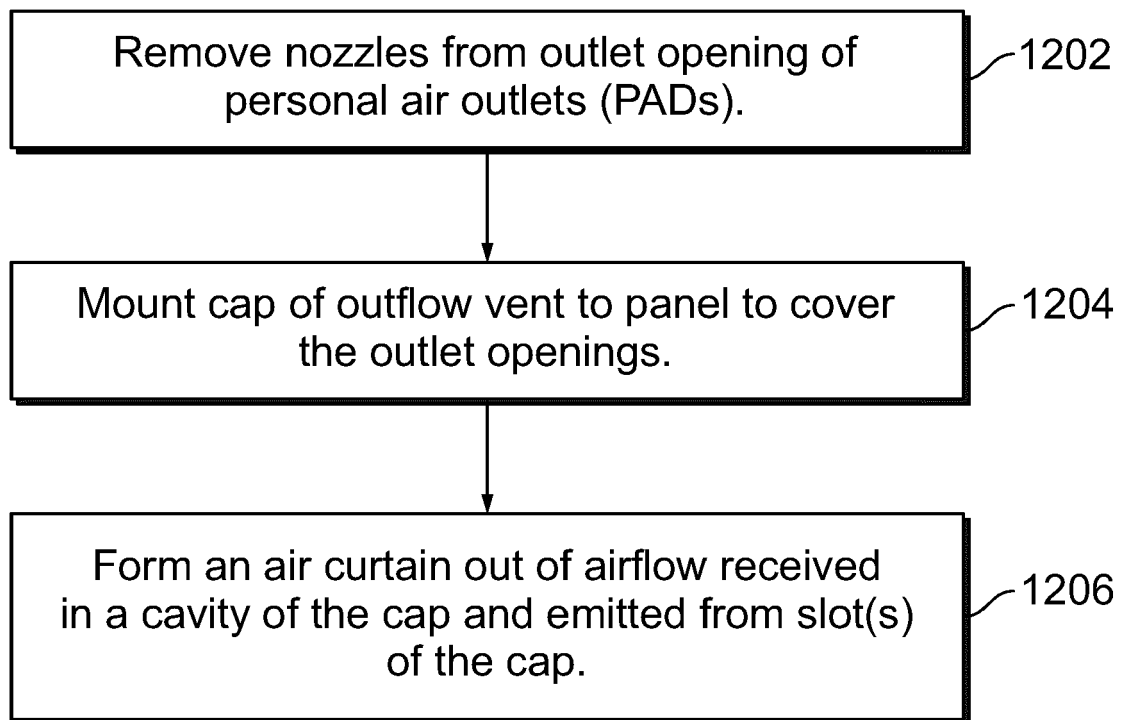 Remove nozzles from outlet opening of
personal air outlets (PADs).
1202
Mount cap of outflow vent to panel to cover
the outlet openings.
1204
Form an air curtain out of airflow received
in a cavity of the cap and emitted from slot(s)
of the cap.
1206